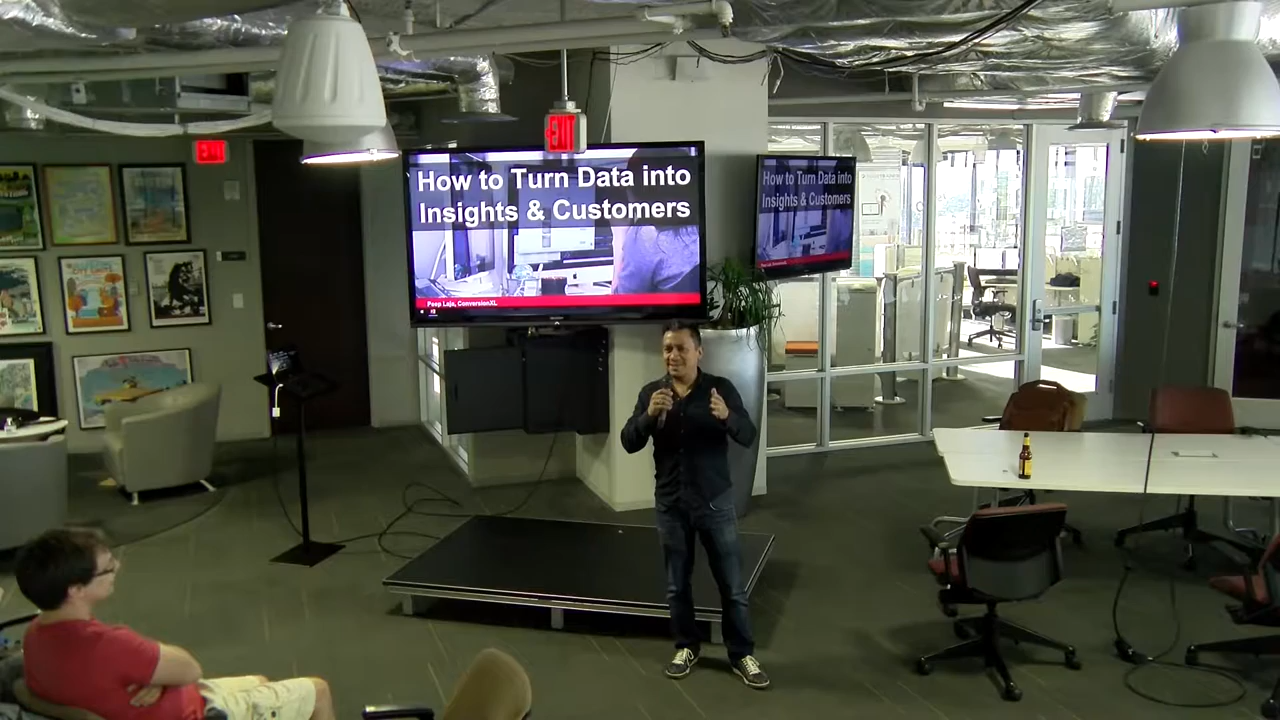 EXIT
EXIT
How to Turn Data into
Insights & Customers
Peep Laja, ConversionXL
How to Turn Data into
Insights & Customers